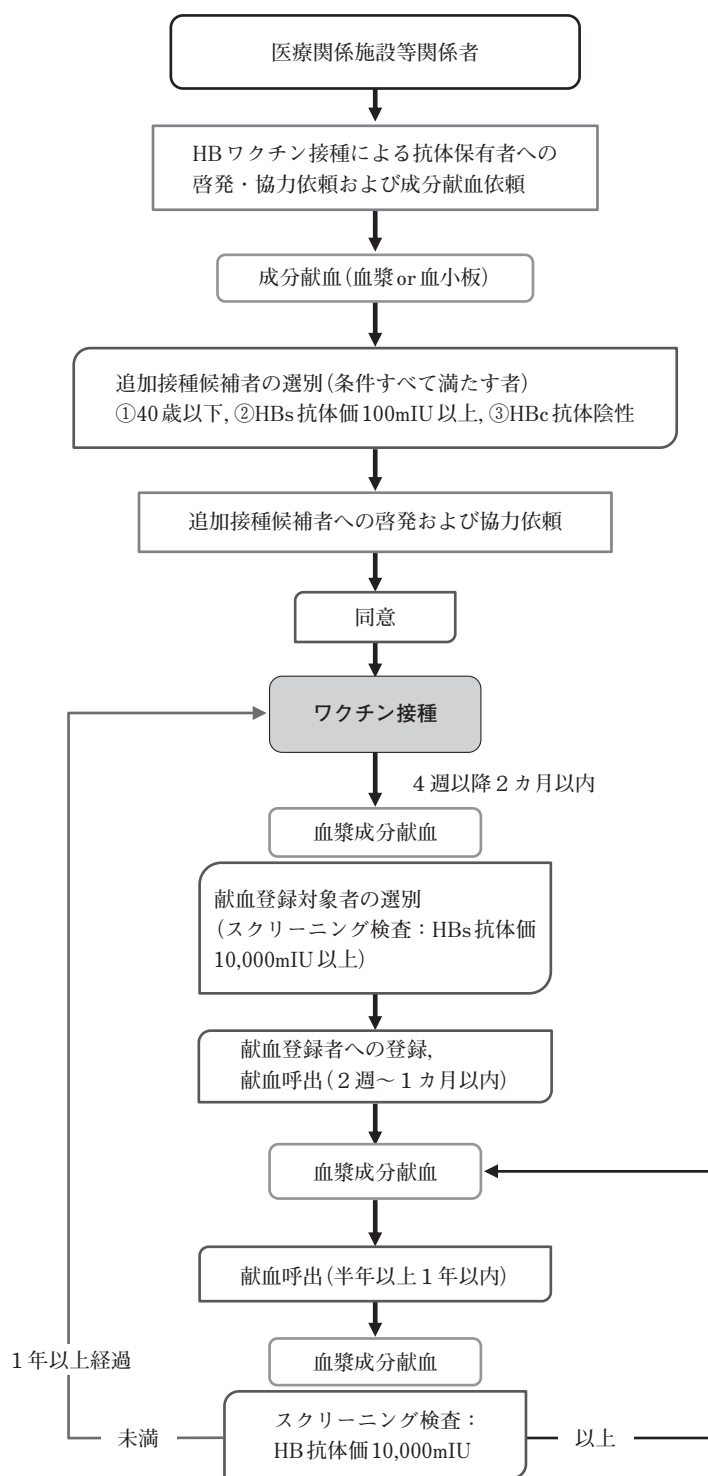 医療関係施設等関係者
HBワクチン接種による抗体保有者への
啓発・協力依頼および成分献血依頼
成分献血(血漿or血小板)
追加接種候補者の選別(条件すべて満たす者)
①40歳以下, ②HBs抗体価100mIU以上, ③HBc抗体陰性
追加接種候補者への啓発および協力依頼
同意
ワクチン接種
4週以降2カ月以内
血漿成分献血
献血登録対象者の選別
(スクリーニング検査：HBs抗体価
10,000mIU以上)
献血登録者への登録,
献血呼出(2週～1カ月以内)
血漿成分献血
献血呼出(半年以上1年以内)
血漿成分献血
1年以上経過
スクリーニング検査：
HB抗体価10,000mIU
未満
以上